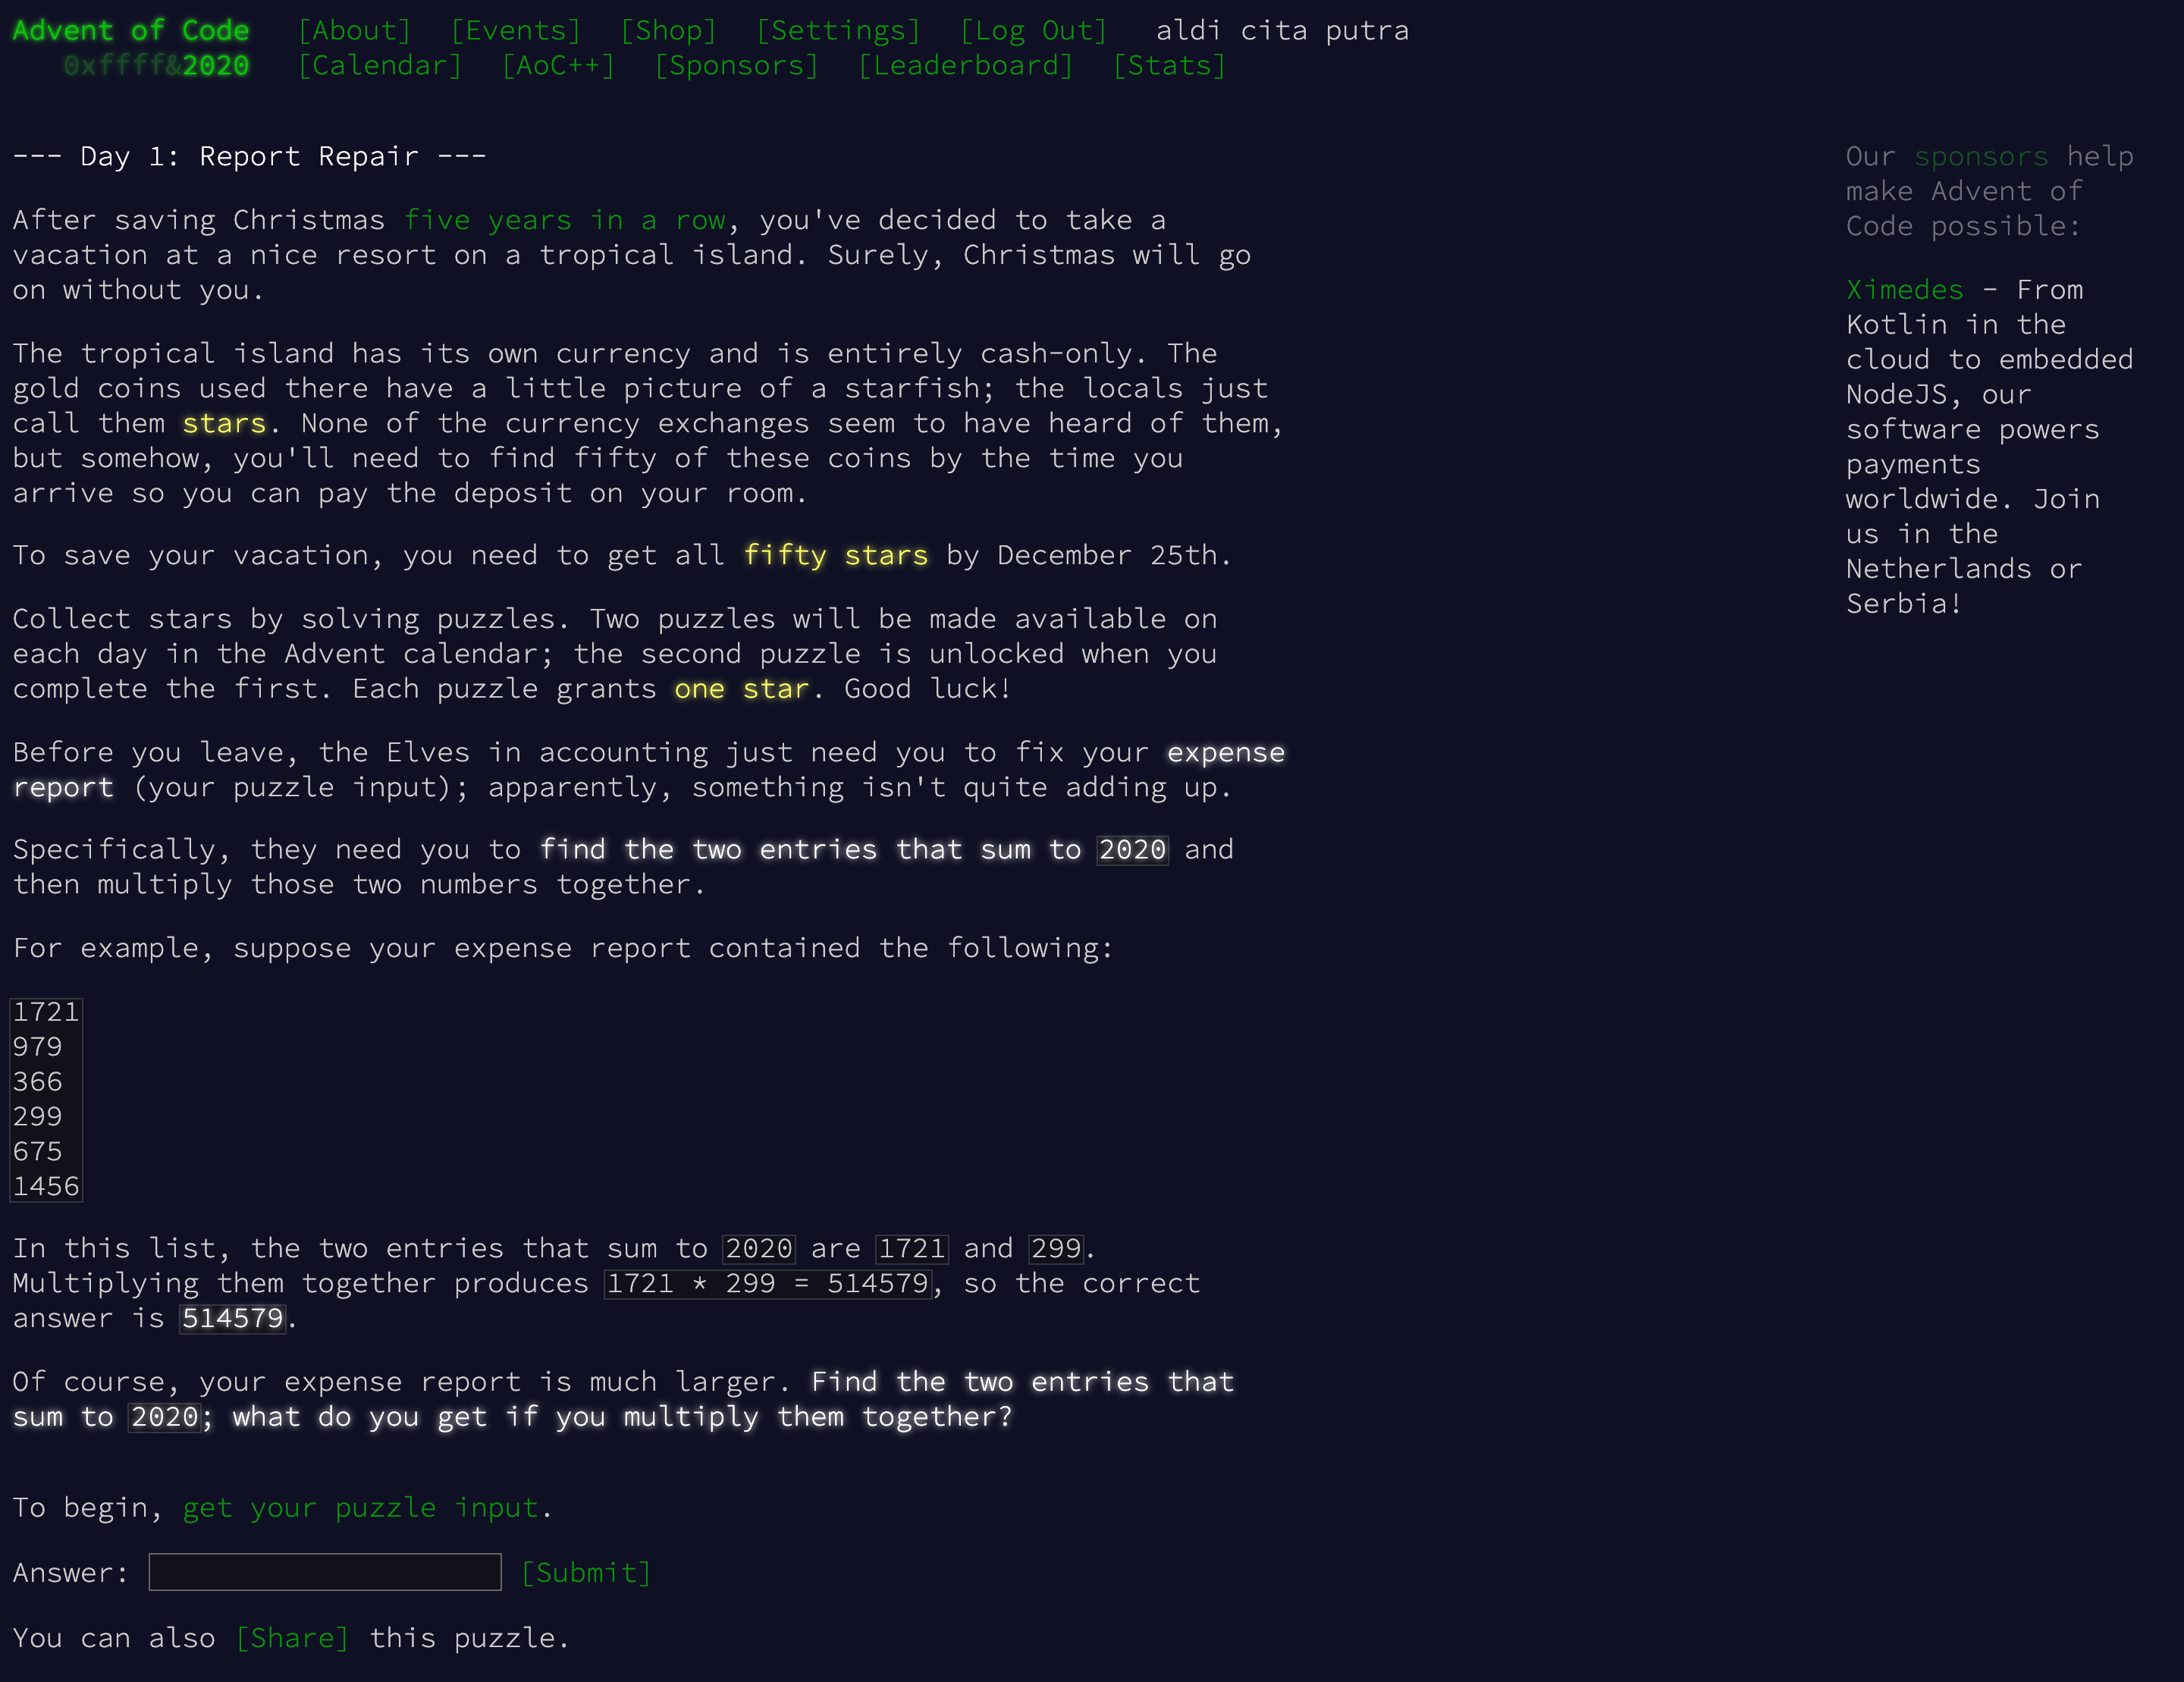 Advent of Code [About] [Events] [Shop] [Settings] [Log Out] aldi cita putra
0xffff&2020 [Calendar] [AoC++] [Sponsors] [Leaderboard] [Stats]
--- Day 1: Report Repair ---
After saving Christmas five years in a row, you've decided to take a
vacation at a nice resort on a tropical island. Surely, Christmas will go
on without you.
The tropical island has its own currency and is entirely cash-only. The
gold coins used there have a little picture of a starfish; the locals just
call them stars. None of the currency exchanges seem to have heard of them,
but somehow, you'll need to find fifty of these coins by the time you
arrive so you can pay the deposit on your room.
To save your vacation, you need to get all fifty stars by December 25th.
Collect stars by solving puzzles. Two puzzles will be made available on
each day in the Advent calendar; the second puzzle is unlocked when you
complete the first. Each puzzle grants one star. Good luck!
Before you leave, the Elves in accounting just need you to fix your expense
report (your puzzle input); apparently, something isn't quite adding up.
Specifically, they need you to find the two entries that sum to 2020 and
then multiply those two numbers together.
For example, suppose your expense report contained the following:
1721
979
366
299
675
1456
In this list, the two entries that sum to 2020 are 1721 and 299.
Multiplying them together produces 1721 * 299 = 514579, so the correct
answer is 514579.
Of course, your expense report is much larger. Find the two entries that
sum to 2020; what do you get if you multiply them together?
To begin, get your puzzle input.
Answer: [Submit]
You can also [Share] this puzzle.
Our sponsors help
make Advent of
Code possible:
Ximedes - From
Kotlin in the
cloud to embedded
NodeJS, our
software powers
payments
worldwide. Join
us in the
Netherlands or
Serbia!